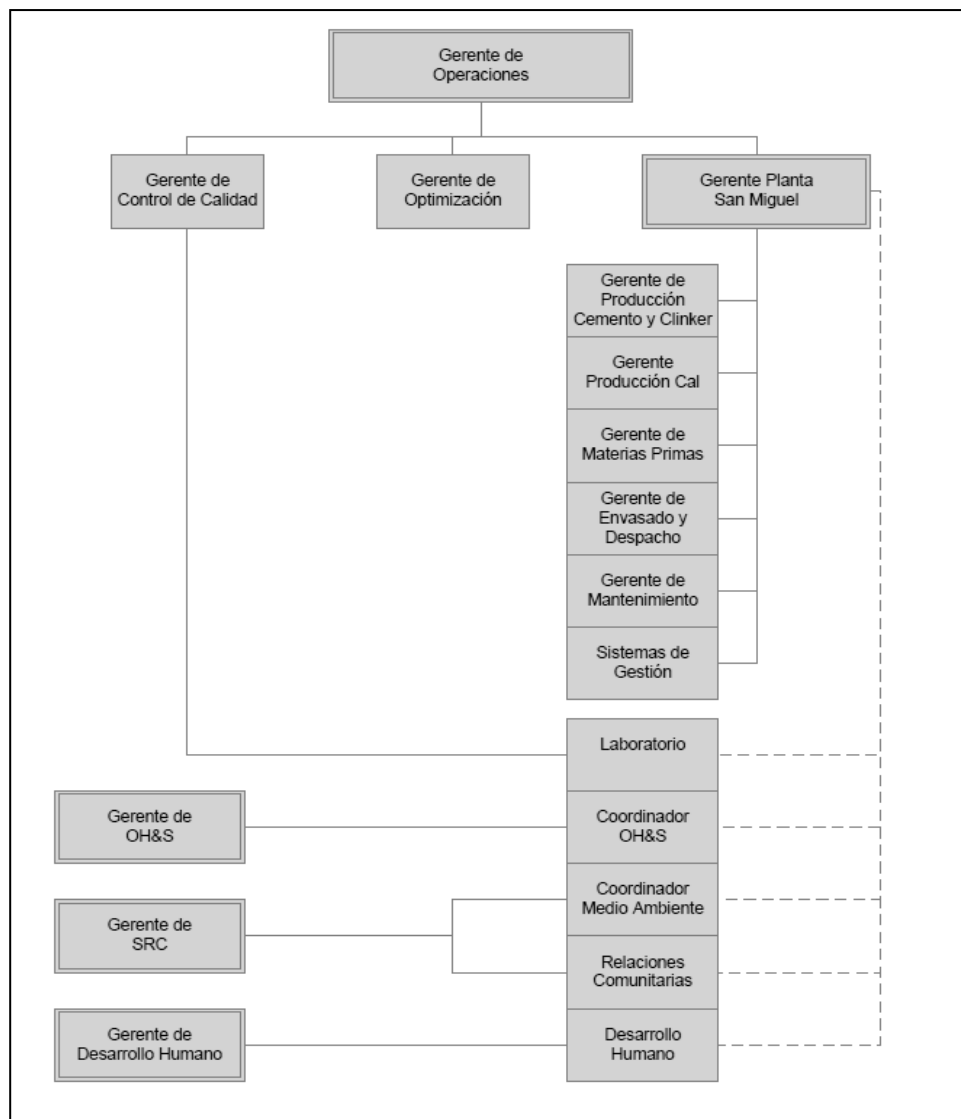 Gerente de
Operaciones
Gerente de
Control de Calidad
Gerente de
Optimización
Gerente Planta
San Miguel
Gerente de
Producción
Cemento y Clinker
Gerente
Producción Cal
Gerente de
Materias Primas
Gerente de
Envasado y
Despacho
Gerente de
Mantenimiento
Sistemas de
Gestión
Laboratorio
Gerente de
OH&S
Coordinador
OH&S
Gerente de
SRC
Coordinador
Medio Ambiente
Relaciones
Comunitarias
Gerente de
Desarrollo Humano
Desarrollo
Humano